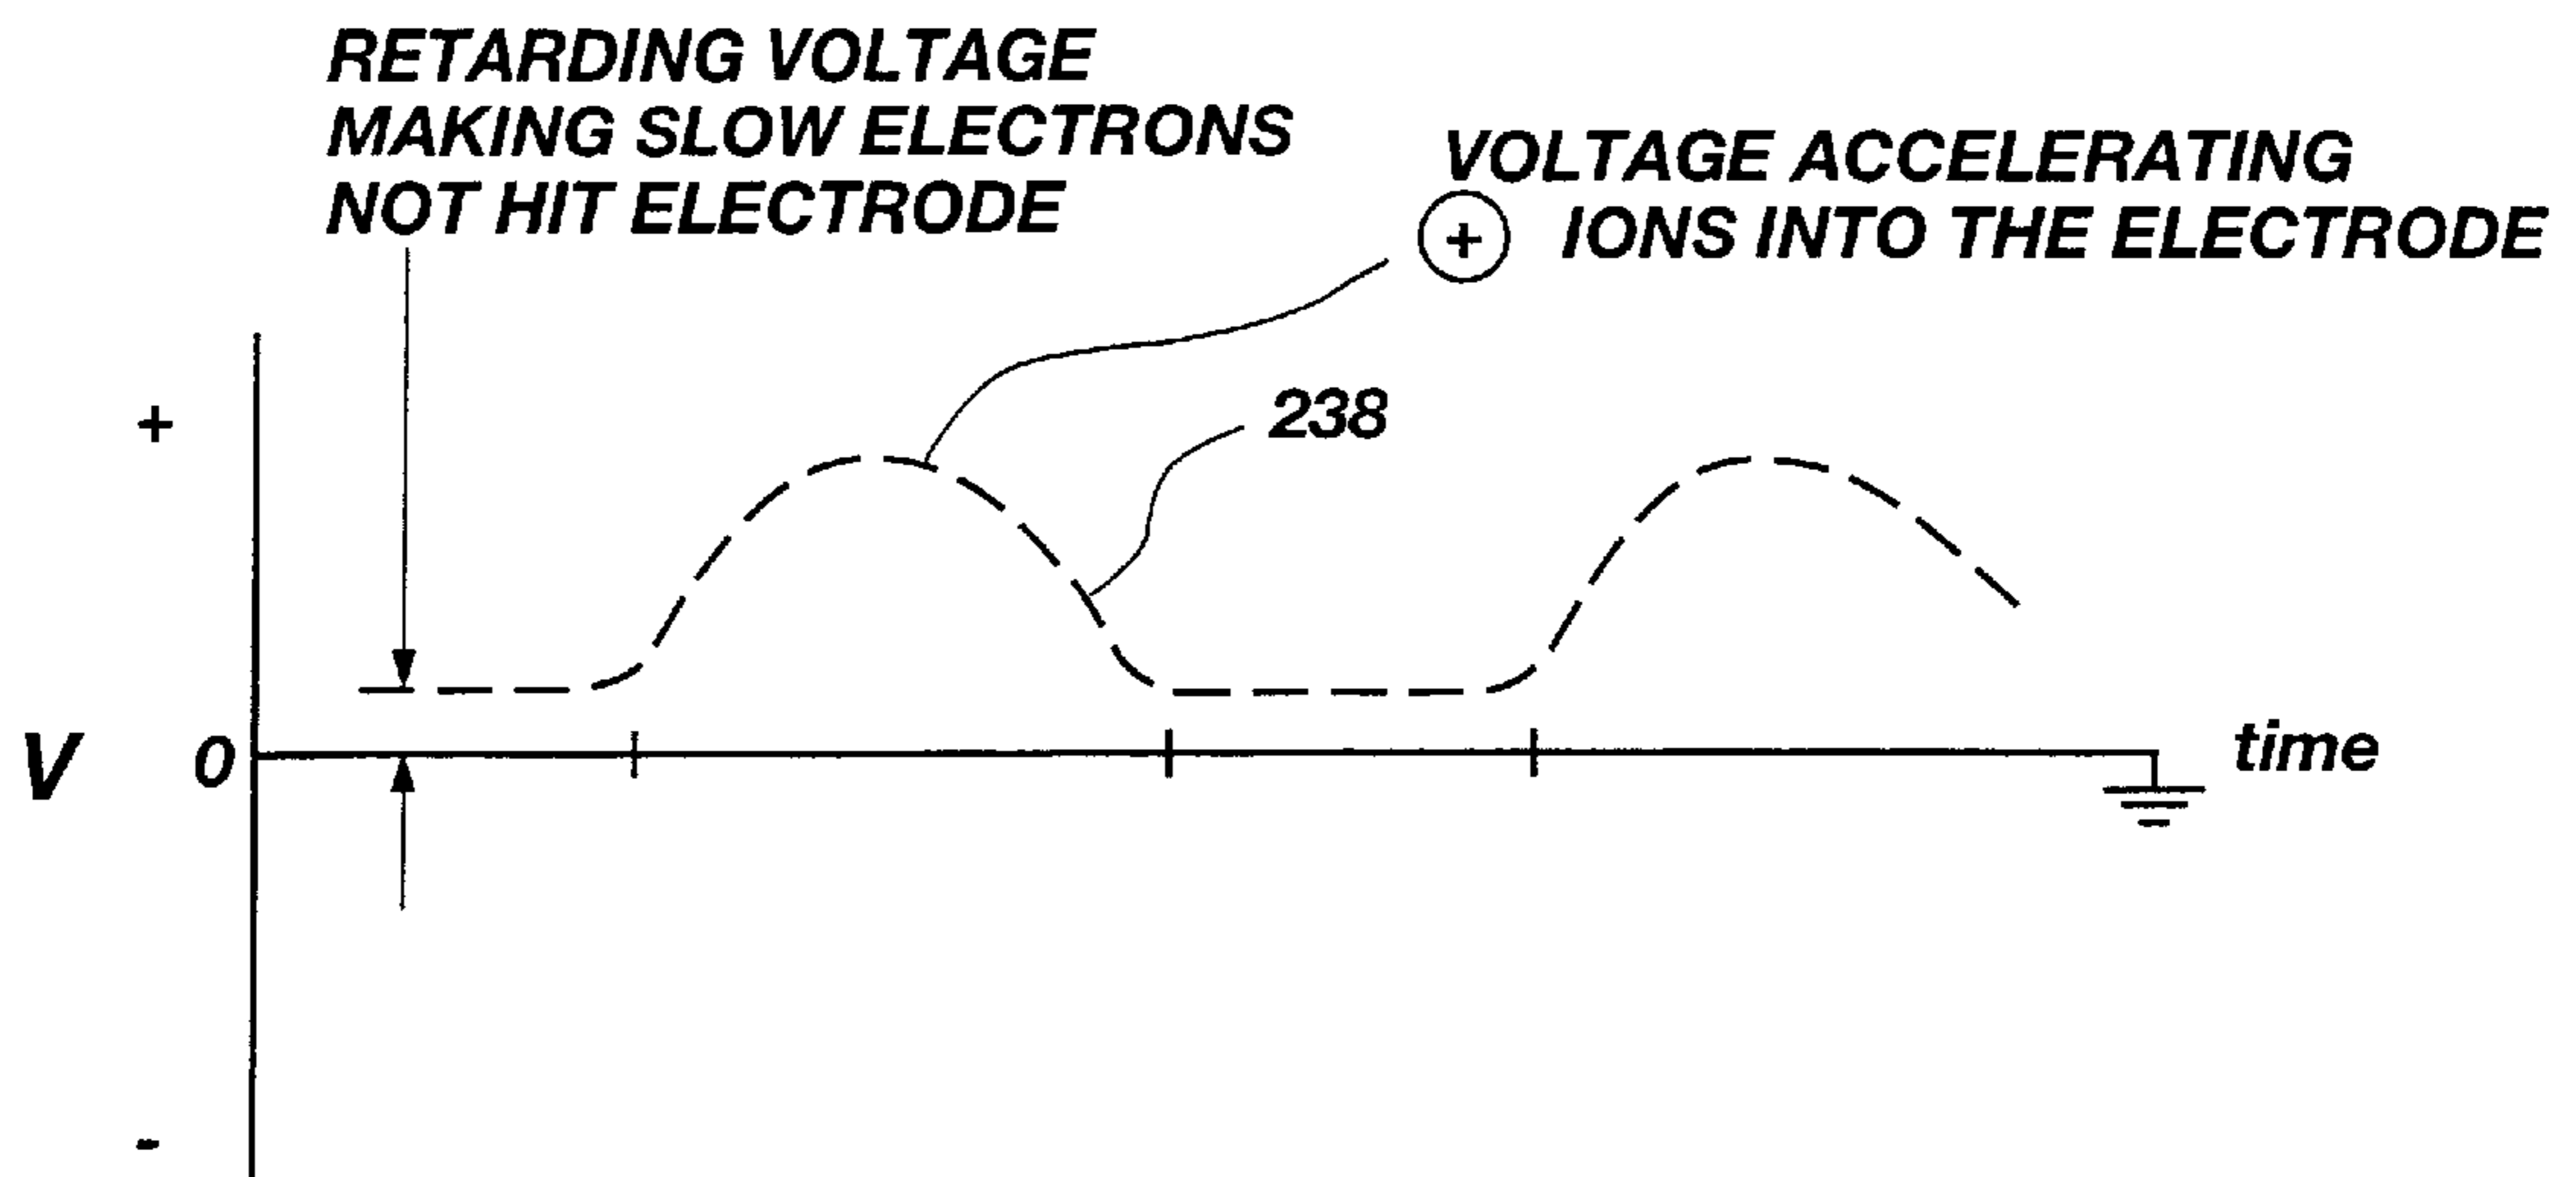 RETARDING VOLTAGE
MAKING SLOW ELECTRONS
NOT HIT ELECTRODE
VOLTAGE ACCELERATING
+ IONS INTO THE ELECTRODE
238
+
V 0 time
-